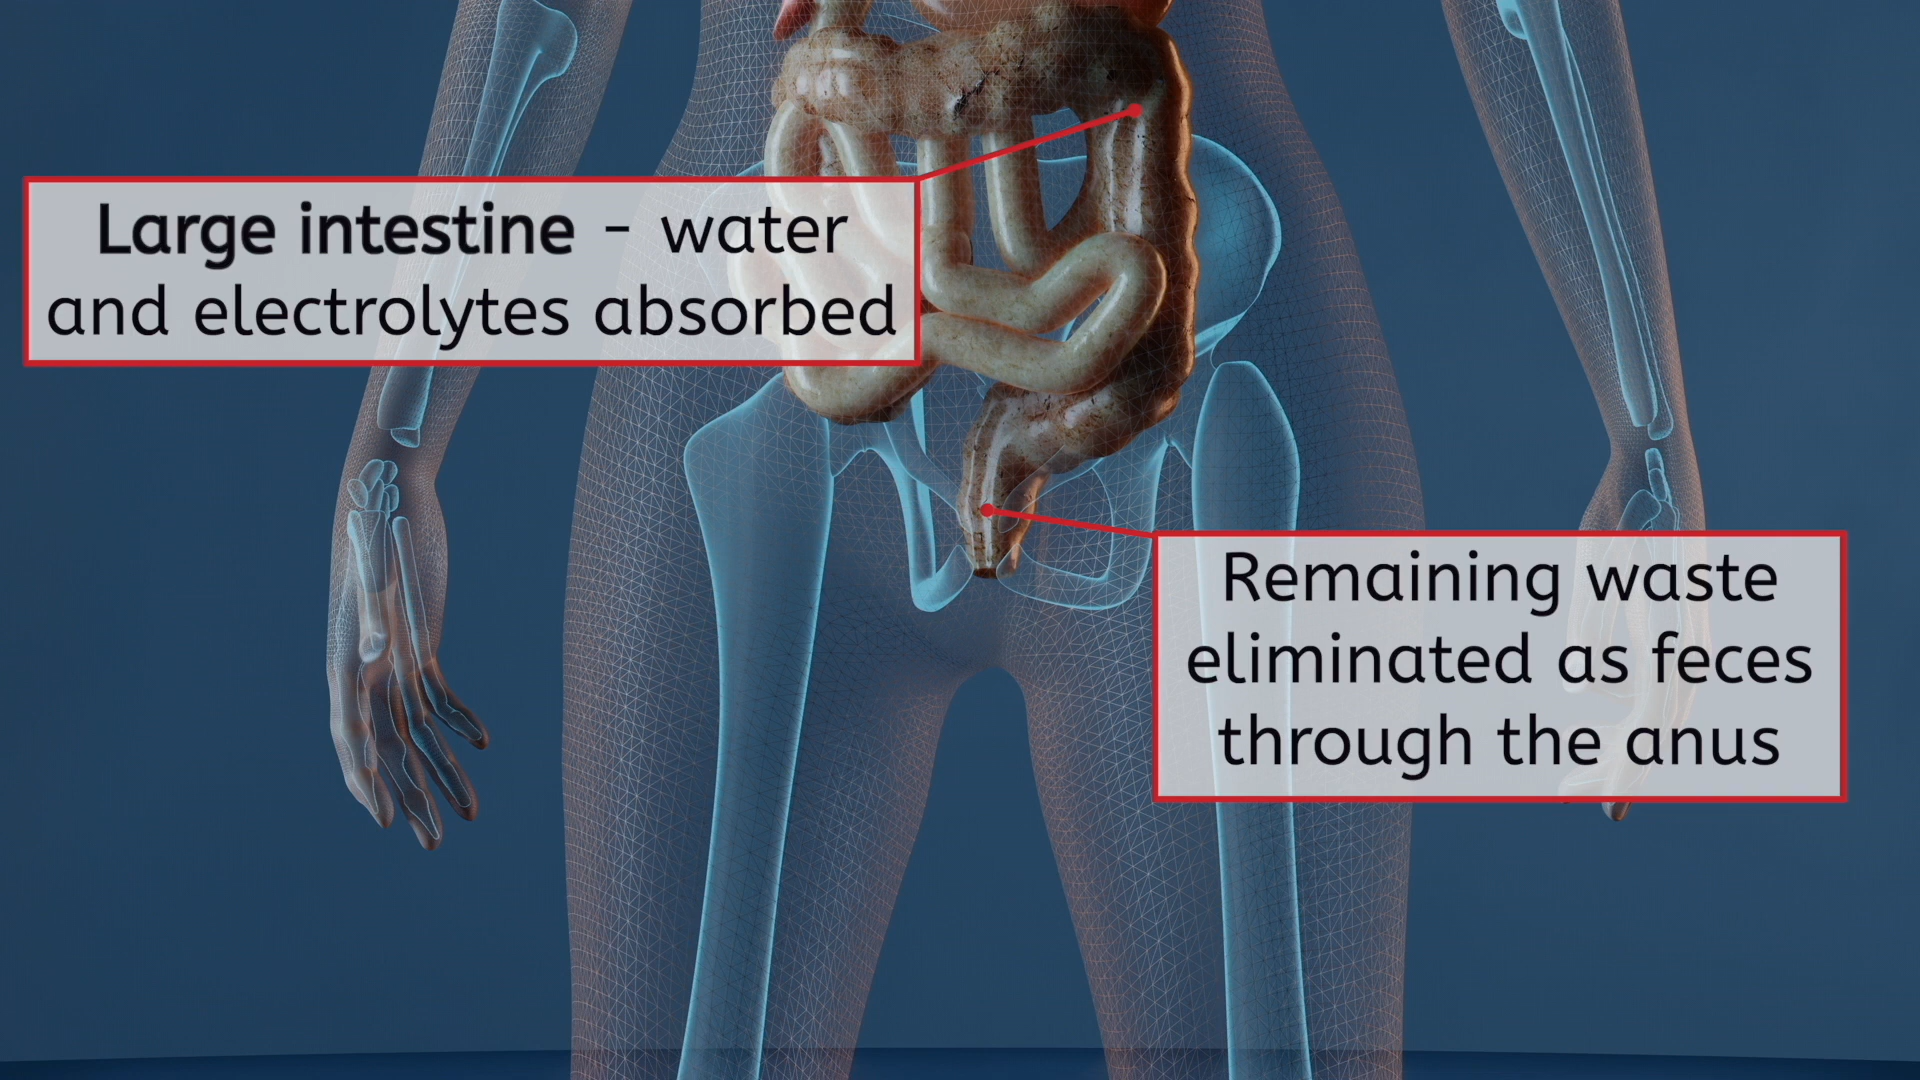 Large intestine - water
and electrolytes absorbed
Remaining waste
eliminated as feces
through the anus